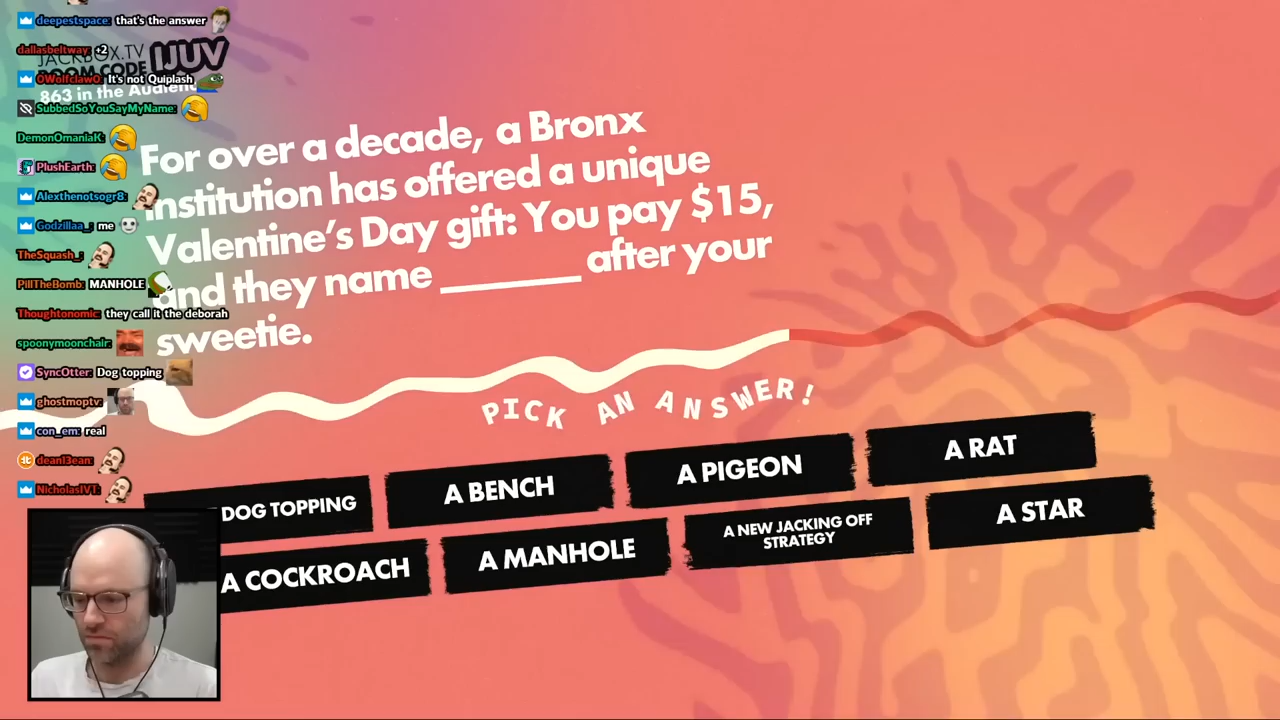 deepestspace: that's the answer
dallasbeltway: +2
JACKBOX.TV
ROOM CODE IJUV
OWolfclawO: It's not Quiplash
863 in the Audience
SubbedSoYouSayMyName:
DemonOmaniaK:
PlushEarth:
Alexthenotsogr8:
Godzillaa_: me
TheSquash_:
PillTheBomb: MANHOLE
Thoughtonomic: they call it the deborah
spoonymoonchair:
SyncOtter: Dog topping
ghostmoptv:
con_em: real
dean13ean:
NicholasIVT:
For over a decade, a Bronx
institution has offered a unique
Valentine's Day gift: You pay $15,
and they name ______ after your
sweetie.
PICK AN ANSWER!
DOG TOPPING
A BENCH
A PIGEON
A RAT
A COCKROACH
A MANHOLE
A NEW JACKING OFF
STRATEGY
A STAR